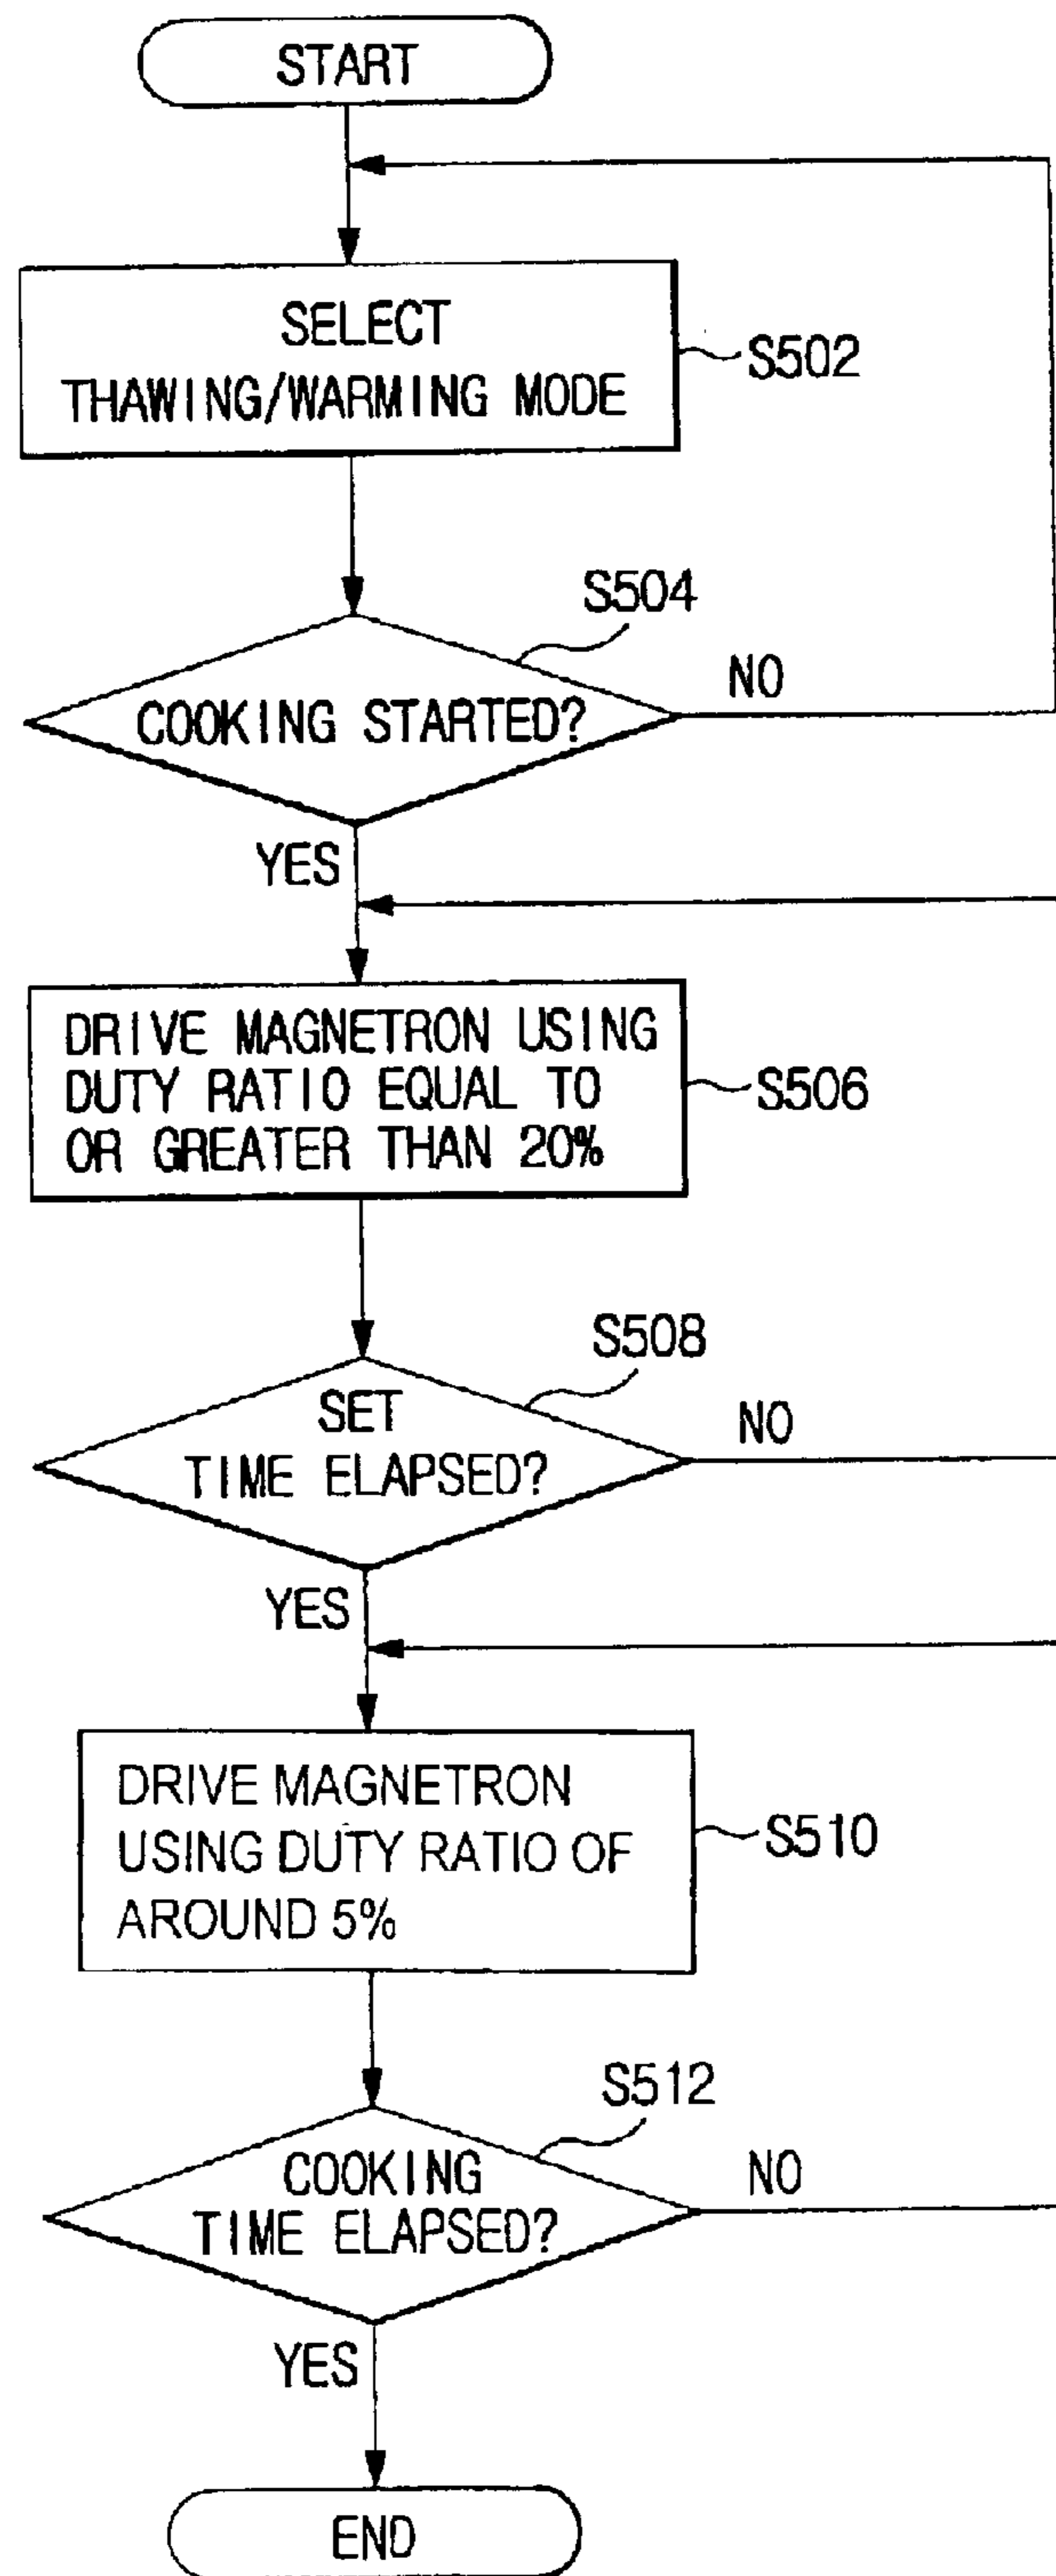 START
SELECT
THAWING/WARMING MODE
S502
S504
COOKING STARTED?
NO
YES
DRIVE MAGNETRON USING
DUTY RATIO EQUAL TO
OR GREATER THAN 20%
S506
S508
SET
TIME ELAPSED?
NO
YES
DRIVE MAGNETRON
USING DUTY RATIO OF
AROUND 5%
S510
S512
COOKING
TIME ELAPSED?
NO
YES
END